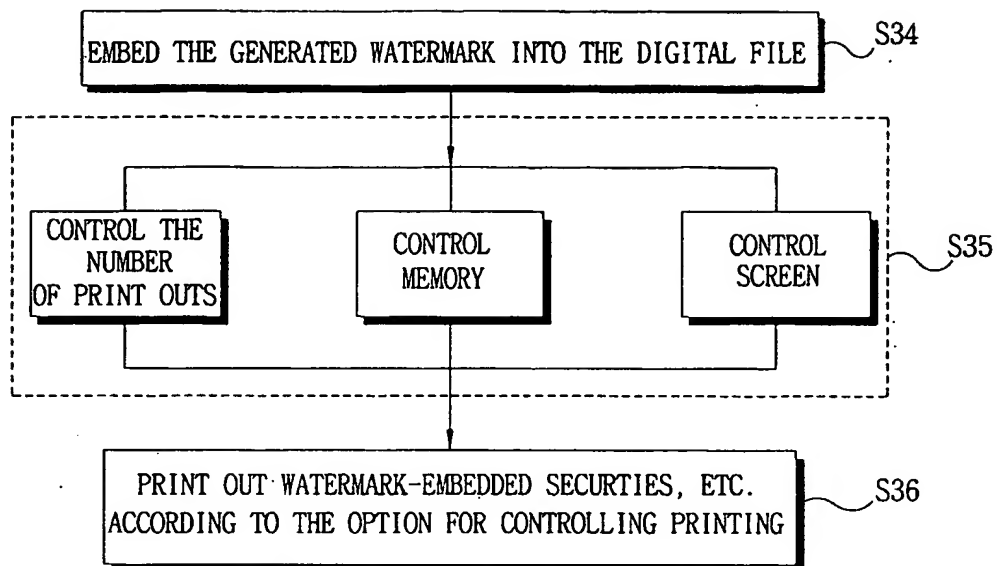 EMBED THE GENERATED WATERMARK INTO THE DIGITAL FILE
S34
CONTROL THE
NUMBER
OF PRINT OUTS
CONTROL
MEMORY
CONTROL
SCREEN
S35
PRINT OUT WATERMARK-EMBEDDED SECURTIES, ETC.
ACCORDING TO THE OPTION FOR CONTROLLING PRINTING
S36